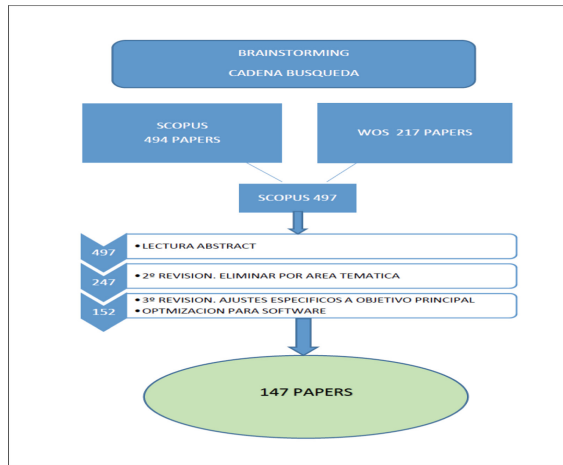 BRAINSTORMING
CADENA BUSQUEDA
SCOPUS
494 PAPERS
WOS 217 PAPERS
SCOPUS 497
497
• LECTURA ABSTRACT
247
• 2º REVISION. ELIMINAR POR AREA TEMATICA
152
• 3º REVISION. AJUSTES ESPECIFICOS A OBJETIVO PRINCIPAL
• OPTMIZACION PARA SOFTWARE
147 PAPERS